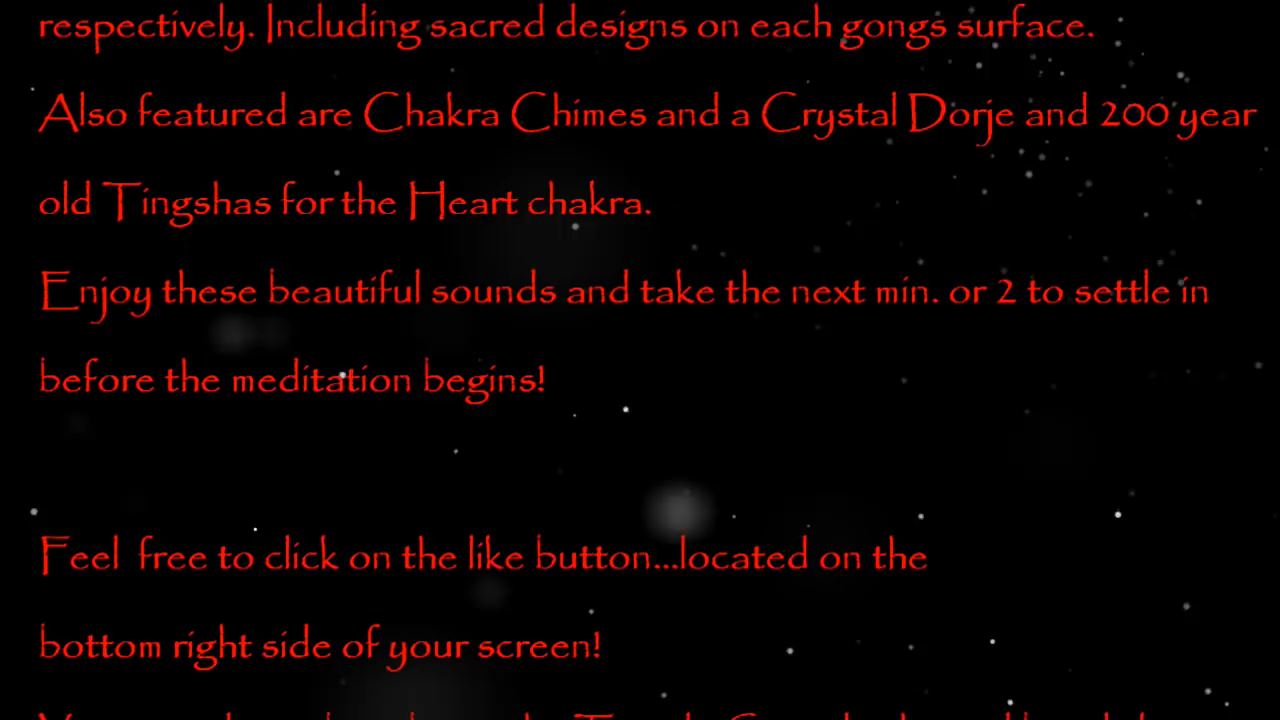 respectively. Including sacred designs on each gongs surface.
Also featured are Chakra Chimes and a Crystal Dorje and 200 year
old Tingshas for the Heart chakra.
Enjoy these beautiful sounds and take the next min. or 2 to settle in
before the meditation begins!
Feel free to click on the like button...located on the
bottom right side of your screen!